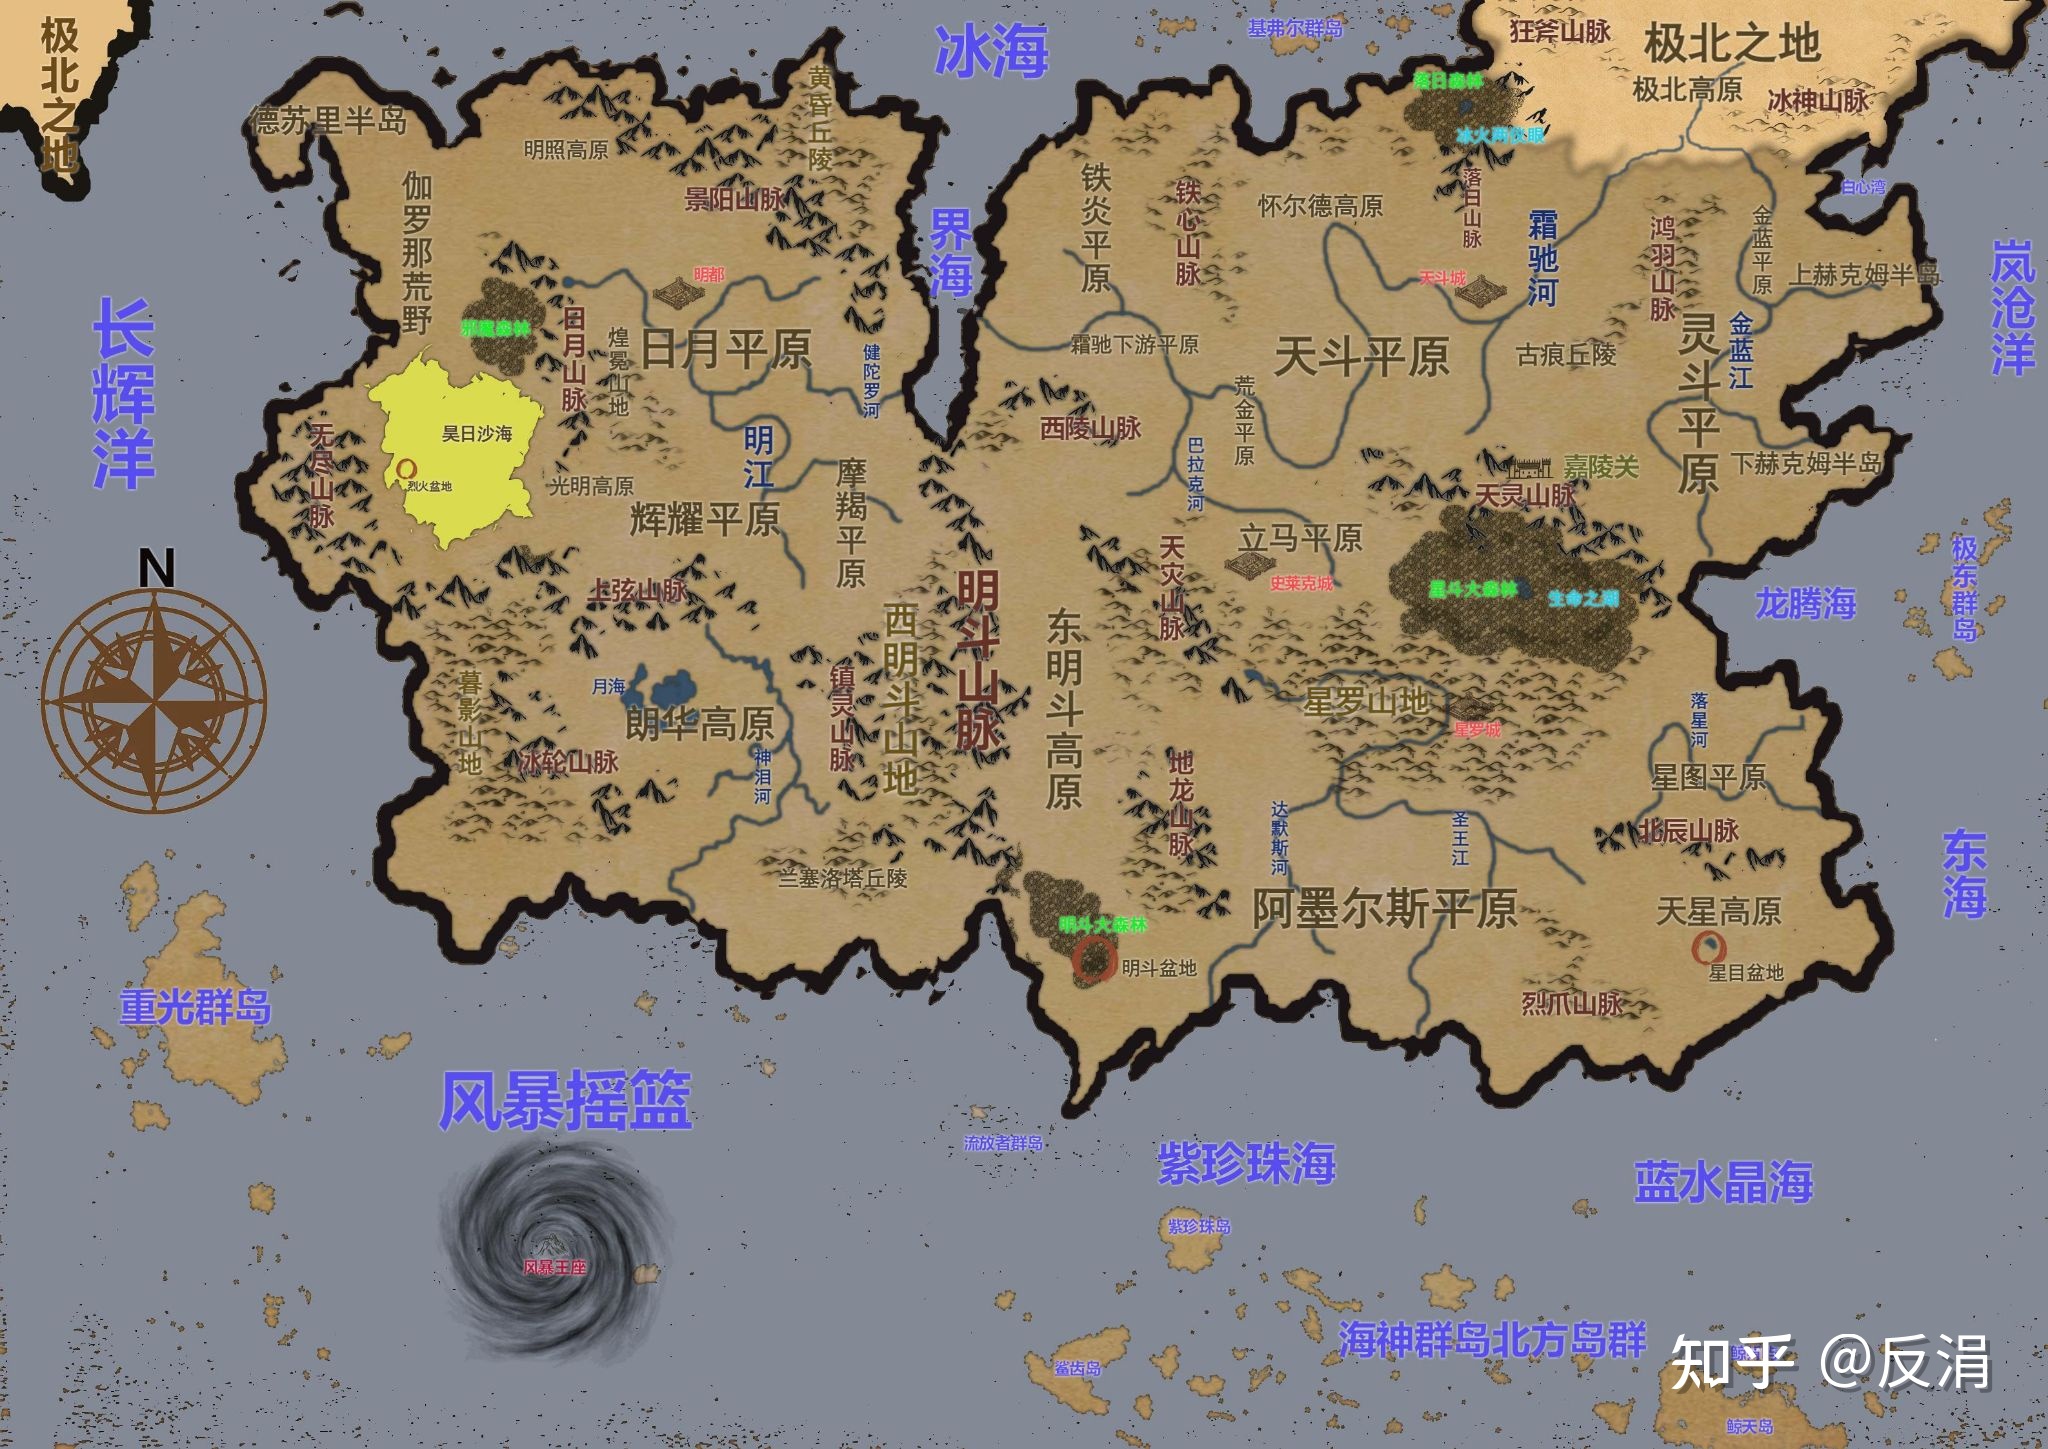 极北之地
冰海
基弗尔群岛
狂斧山脉
极北之地
极北高原
冰神山脉
德苏里半岛
明照高原
黄昏丘陵
落日森林
冰火两仪眼
伽罗那荒野
景阳山脉
界海
铁炎平原
铁心山脉
怀尔德高原
落日山脉
霜驰河
鸿羽山脉
金蓝平原
白心湾
上赫克姆半岛
岚沧洋
长辉洋
邪魔森林
日月山脉
明都
煌冕山地
日月平原
健陀罗河
霜驰下游平原
天斗平原
天斗城
古痕丘陵
灵斗平原
金蓝江
昊日沙海
烈火盆地
无尽山脉
光明高原
明江
辉耀平原
摩羯平原
西陵山脉
荒金平原
巴拉克河
嘉陵关
天灵山脉
下赫克姆半岛
N
上弦山脉
西明斗山地
明斗山脉
东明斗高原
天灾山脉
立马平原
史莱克城
星斗大森林
生命之湖
龙腾海
极东群岛
暮影山地
月海
朗华高原
冰轮山脉
神泪河
镇灵山脉
地龙山脉
星罗山地
星罗城
落星河
星图平原
达默斯河
圣王江
北辰山脉
东海
兰塞洛塔丘陵
明斗大森林
明斗盆地
阿墨尔斯平原
天星高原
星目盆地
烈爪山脉
重光群岛
风暴摇篮
风暴王座
流放者群岛
紫珍珠海
紫珍珠岛
蓝水晶海
海神群岛北方岛群
鲨齿岛
鲸天岛
知乎 @反涓